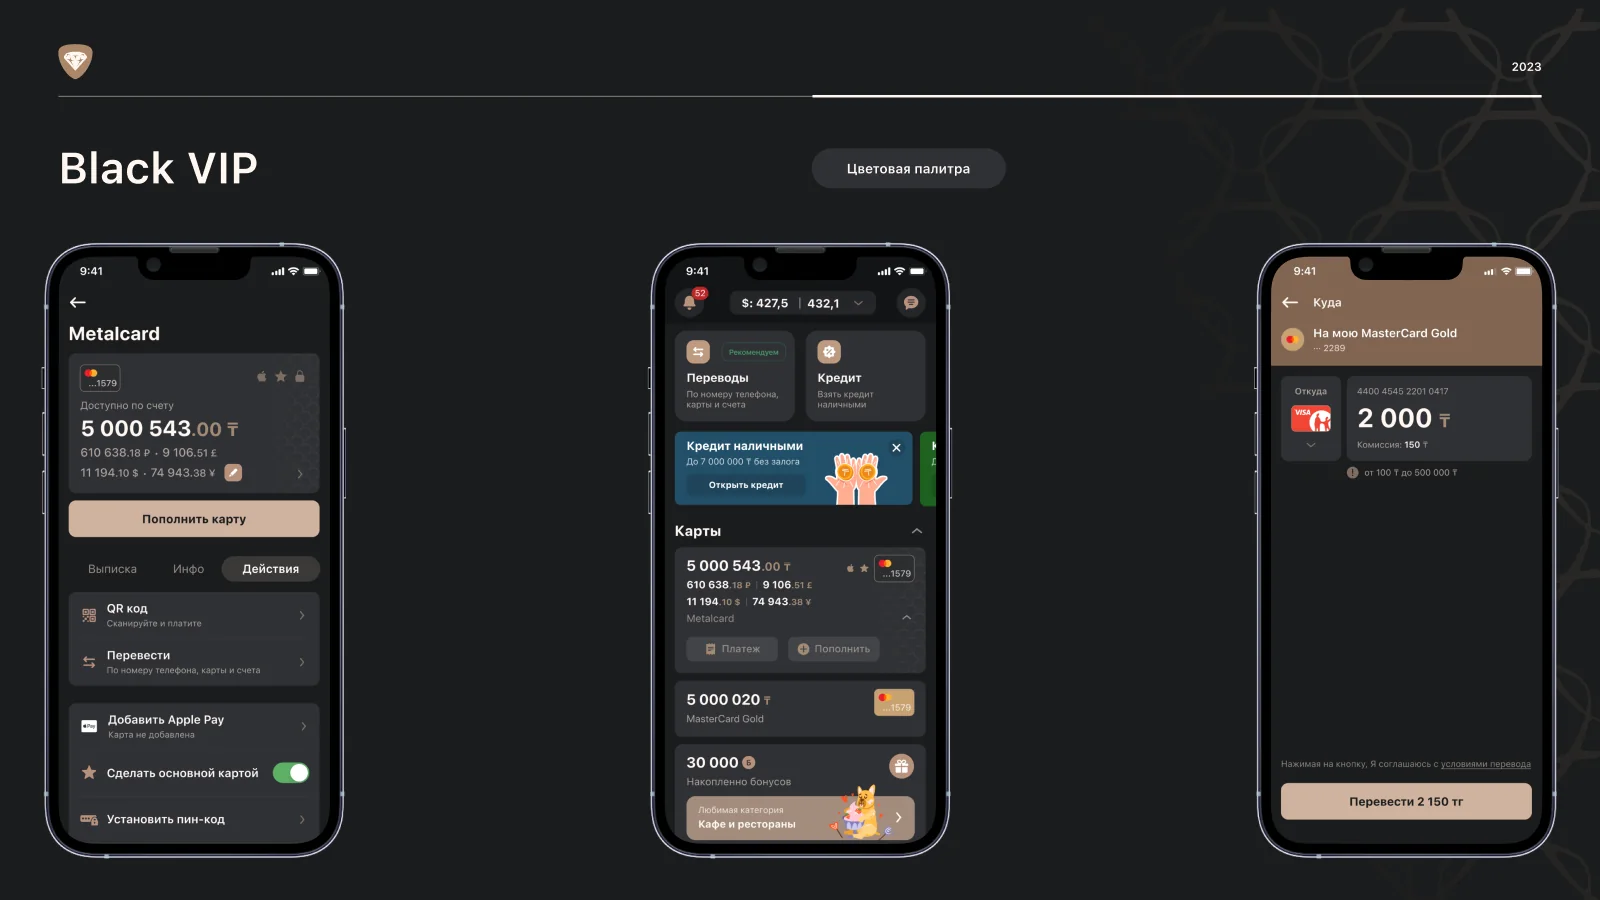 2023
Black VIP
Цветовая палитра
9:41
Metalcard
...1579
Доступно по счету
5 000 543.00 ₸
610 638.18 ₽ · 9 106.51 £
11 194.10 $ · 74 943.38 ¥
Пополнить карту
Выписка Инфо Действия
QR код
Сканируйте и платите
Перевести
По номеру телефона, карты и счета
Pay
Добавить Apple Pay
Карта не добавлена
Сделать основной картой
Установить пин-код
9:41
52
$: 427,5 | 432,1
Рекомендуем
Переводы
По номеру телефона,
карты и счета
Кредит
Взять кредит
наличными
Кредит наличными
До 7 000 000 ₸ без залога
Открыть кредит
Карты
5 000 543.00 ₸
...1579
610 638.18 ₽ | 9 106.51 £
11 194.10 $ | 74 943.38 ¥
Metalcard
Платеж
Пополнить
5 000 020 ₸
...1579
MasterCard Gold
30 000 Б
Накопленно бонусов
Любимая категория
Кафе и рестораны
9:41
Куда
На мою MasterCard Gold
··· 2289
Откуда
VISA
4400 4545 2201 0417
2 000 ₸
Комиссия: 150 ₸
от 100 ₸ до 500 000 ₸
Нажимая на кнопку, Я соглашаюсь с условиями перевода
Перевести 2 150 тг